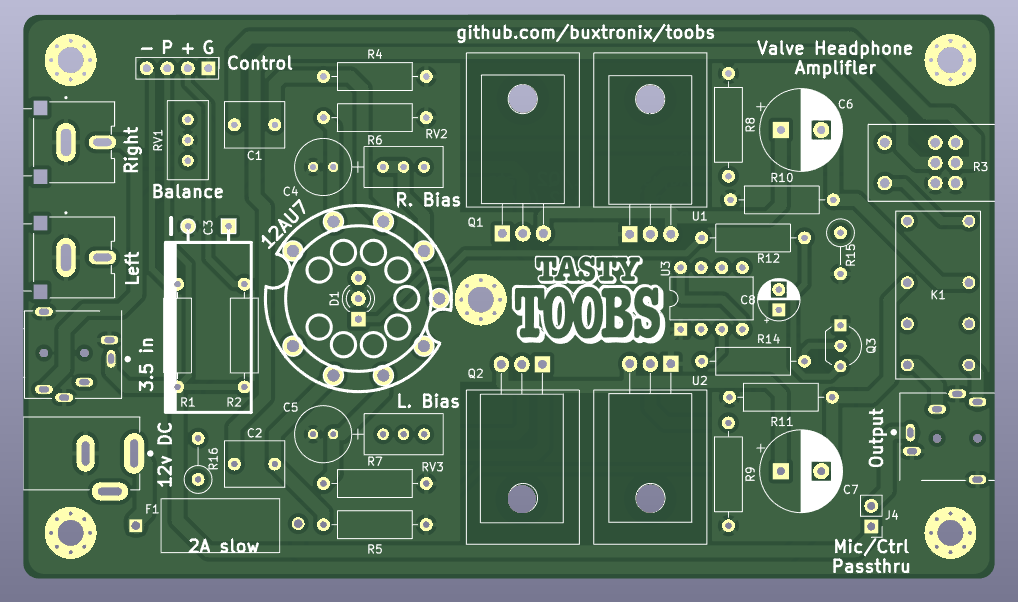 github.com/buxtronix/toobs
- P + G
Control
Valve Headphone
Amplifler
R4
R6
RV2
C1
RV1
Balance
Right
Left
C4
R. Bias
C3
12AU7
D1
Q1
U1
R8
C6
R10
R3
R12
R15
U3
C8
K1
TASTY
TOOBS
R14
Q3
Q2
U2
3.5 in
R1
R2
L. Bias
C5
12v DC
R16
C2
R7
RV3
R9
R11
Output
C7
J4
F1
2A slow
R5
Mic/Ctrl
Passthru